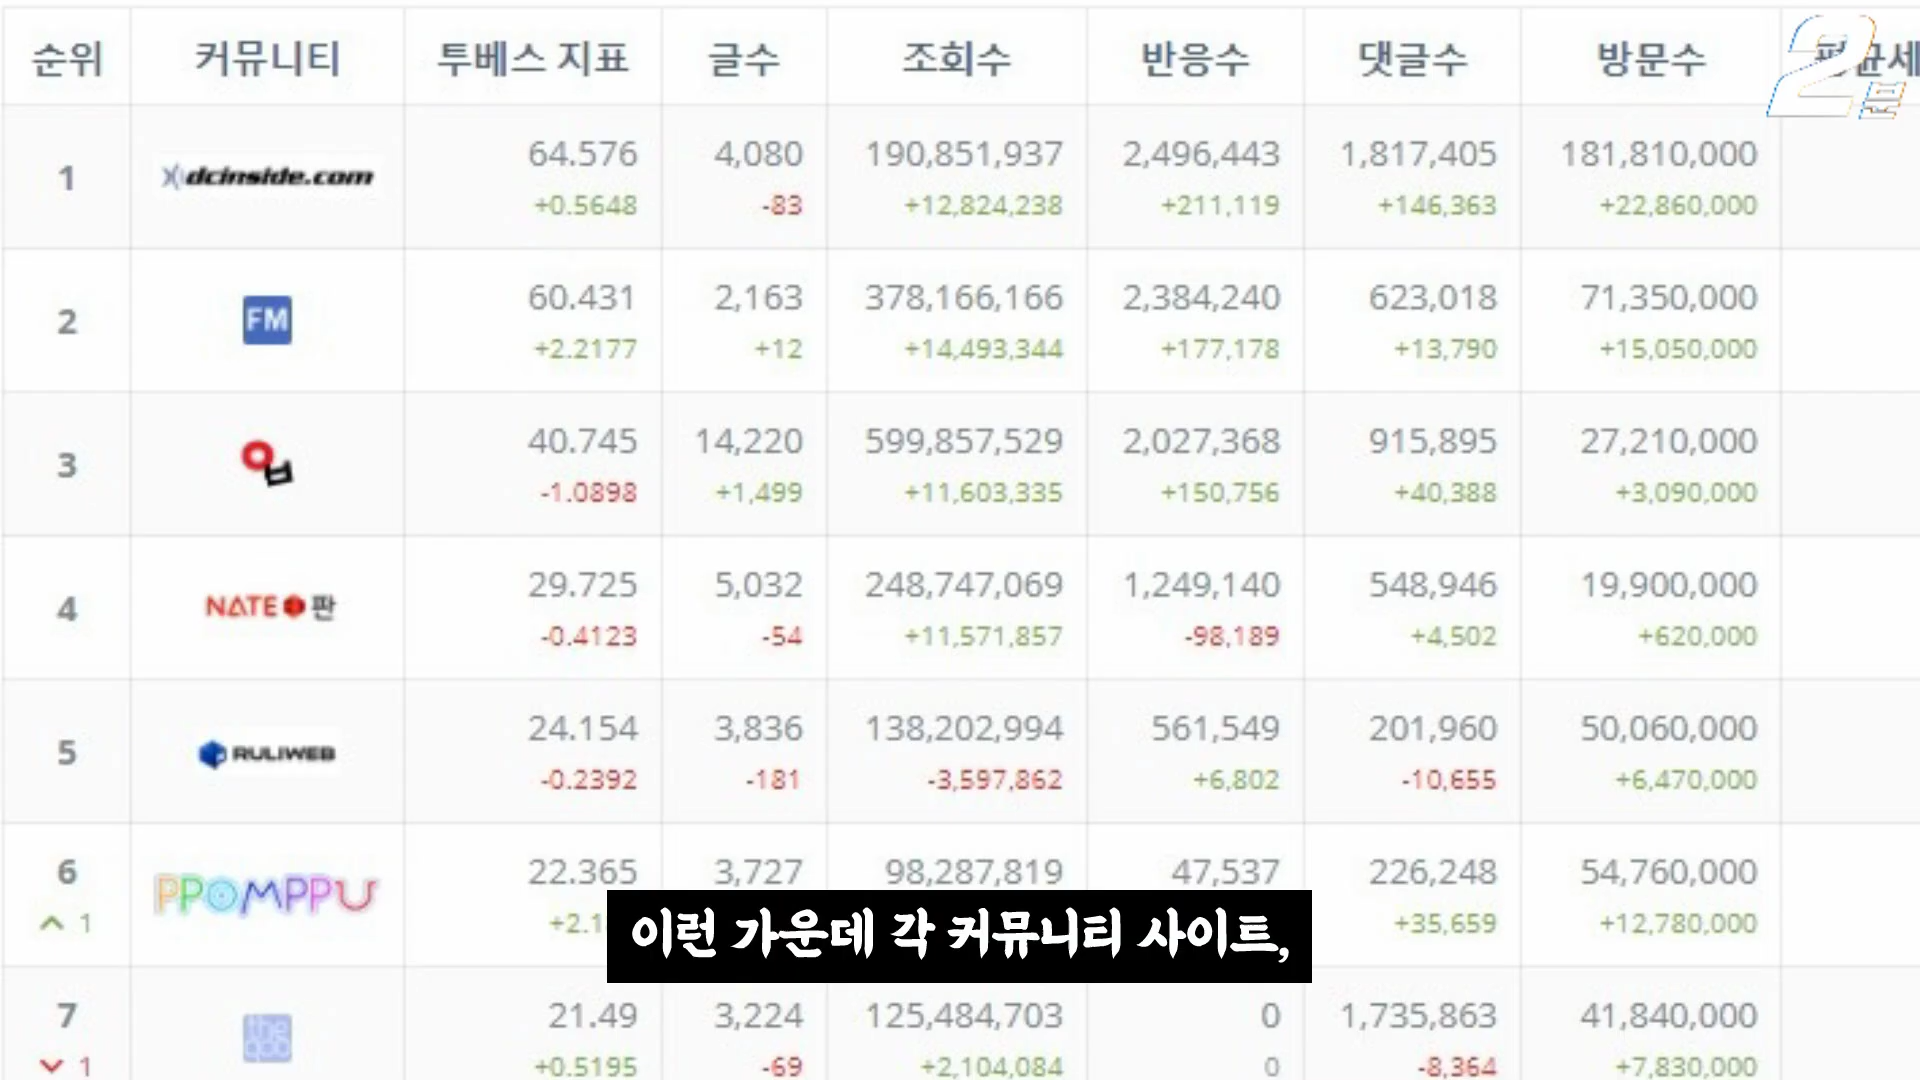 순위 커뮤니티 투베스 지표 글수 조회수 반응수 댓글수 방문수 평균세
2분
1 dcinside.com 64.576 4,080 190,851,937 2,496,443 1,817,405 181,810,000
+0.5648 -83 +12,824,238 +211,119 +146,363 +22,860,000
2 FM 60.431 2,163 378,166,166 2,384,240 623,018 71,350,000
+2.2177 +12 +14,493,344 +177,178 +13,790 +15,050,000
3 40.745 14,220 599,857,529 2,027,368 915,895 27,210,000
-1.0898 +1,499 +11,603,335 +150,756 +40,388 +3,090,000
4 NATE 판 29.725 5,032 248,747,069 1,249,140 548,946 19,900,000
-0.4123 -54 +11,571,857 -98,189 +4,502 +620,000
5 RULIWEB 24.154 3,836 138,202,994 561,549 201,960 50,060,000
-0.2392 -181 -3,597,862 +6,802 -10,655 +6,470,000
6 PPOMPPU 22.365 3,727 98,287,819 47,537 226,248 54,760,000
1 +2.1 +35,659 +12,780,000
이런 가운데 각 커뮤니티 사이트,
7 the qoo 21.49 3,224 125,484,703 0 1,735,863 41,840,000
1 +0.5195 -69 +2,104,084 0 -8,364 +7,830,000